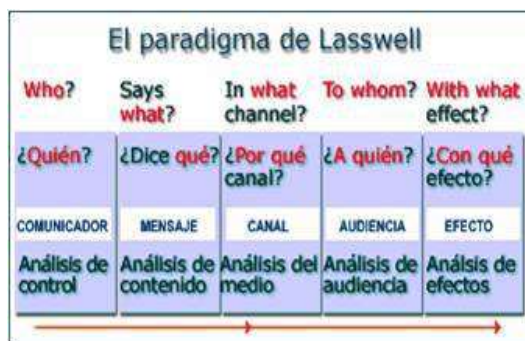 El paradigma de Lasswell
Who?
Says
what?
In what
channel?
To whom?
With what
effect?
¿Quién?
¿Dice qué?
¿Por qué
canal?
¿A quién?
¿Con qué
efecto?
COMUNICADOR
MENSAJE
CANAL
AUDIENCIA
EFECTO
Análisis de
control
Análisis de
contenido
Análisis del
medio
Análisis de
audiencia
Análsis de
efectos